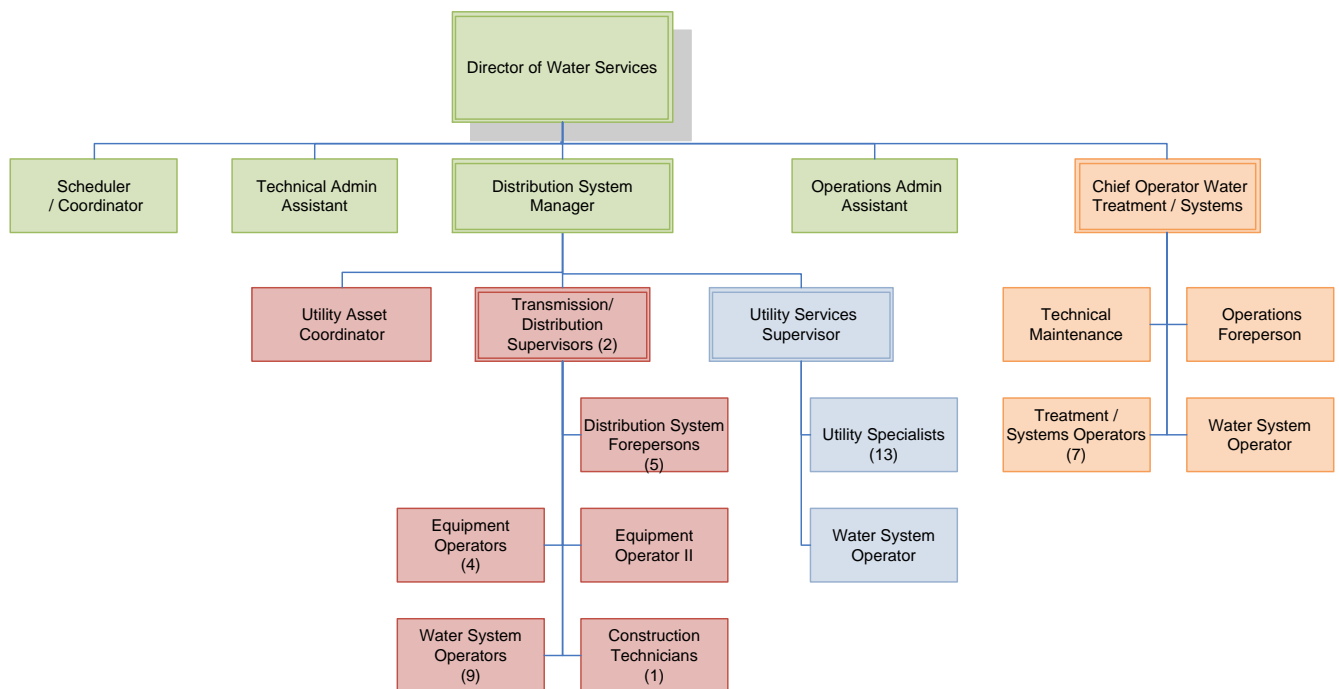 Director of Water Services
Scheduler
/ Coordinator
Technical Admin
Assistant
Distribution System
Manager
Operations Admin
Assistant
Chief Operator Water
Treatment / Systems
Utility Asset
Coordinator
Transmission/
Distribution
Supervisors (2)
Utility Services
Supervisor
Technical
Maintenance
Operations
Foreperson
Distribution System
Forepersons
(5)
Utility Specialists
(13)
Treatment /
Systems Operators
(7)
Water System
Operator
Equipment
Operators
(4)
Equipment
Operator II
Water System
Operator
Water System
Operators
(9)
Construction
Technicians
(1)